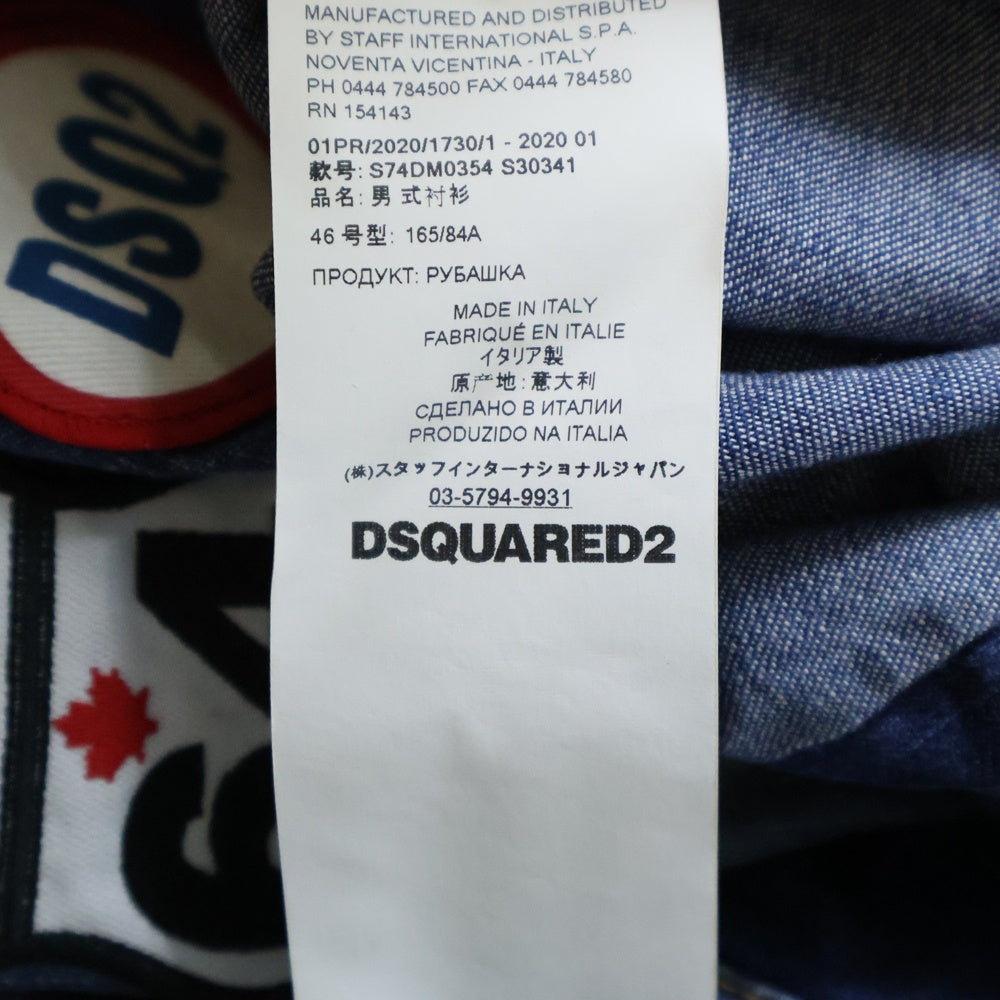 MANUFACTURED AND DISTRIBUTED
BY STAFF INTERNATIONAL S.P.A.
NOVENTA VICENTINA - ITALY
PH 0444 784500 FAX 0444 784580
RN 154143
01PR/2020/1730/1 - 2020 01
款号: S74DM0354 S30341
品名: 男式衬衫
46 号型: 165/84A
ПРОДУКТ: РУБАШКА
MADE IN ITALY
FABRIQUÉ EN ITALIE
イタリア製
原产地: 意大利
СДЕЛАНО В ИТАЛИИ
PRODUZIDO NA ITALIA
(株)スタッフインターナショナルジャパン
03-5794-9931
DSQUARED2
DSQ2